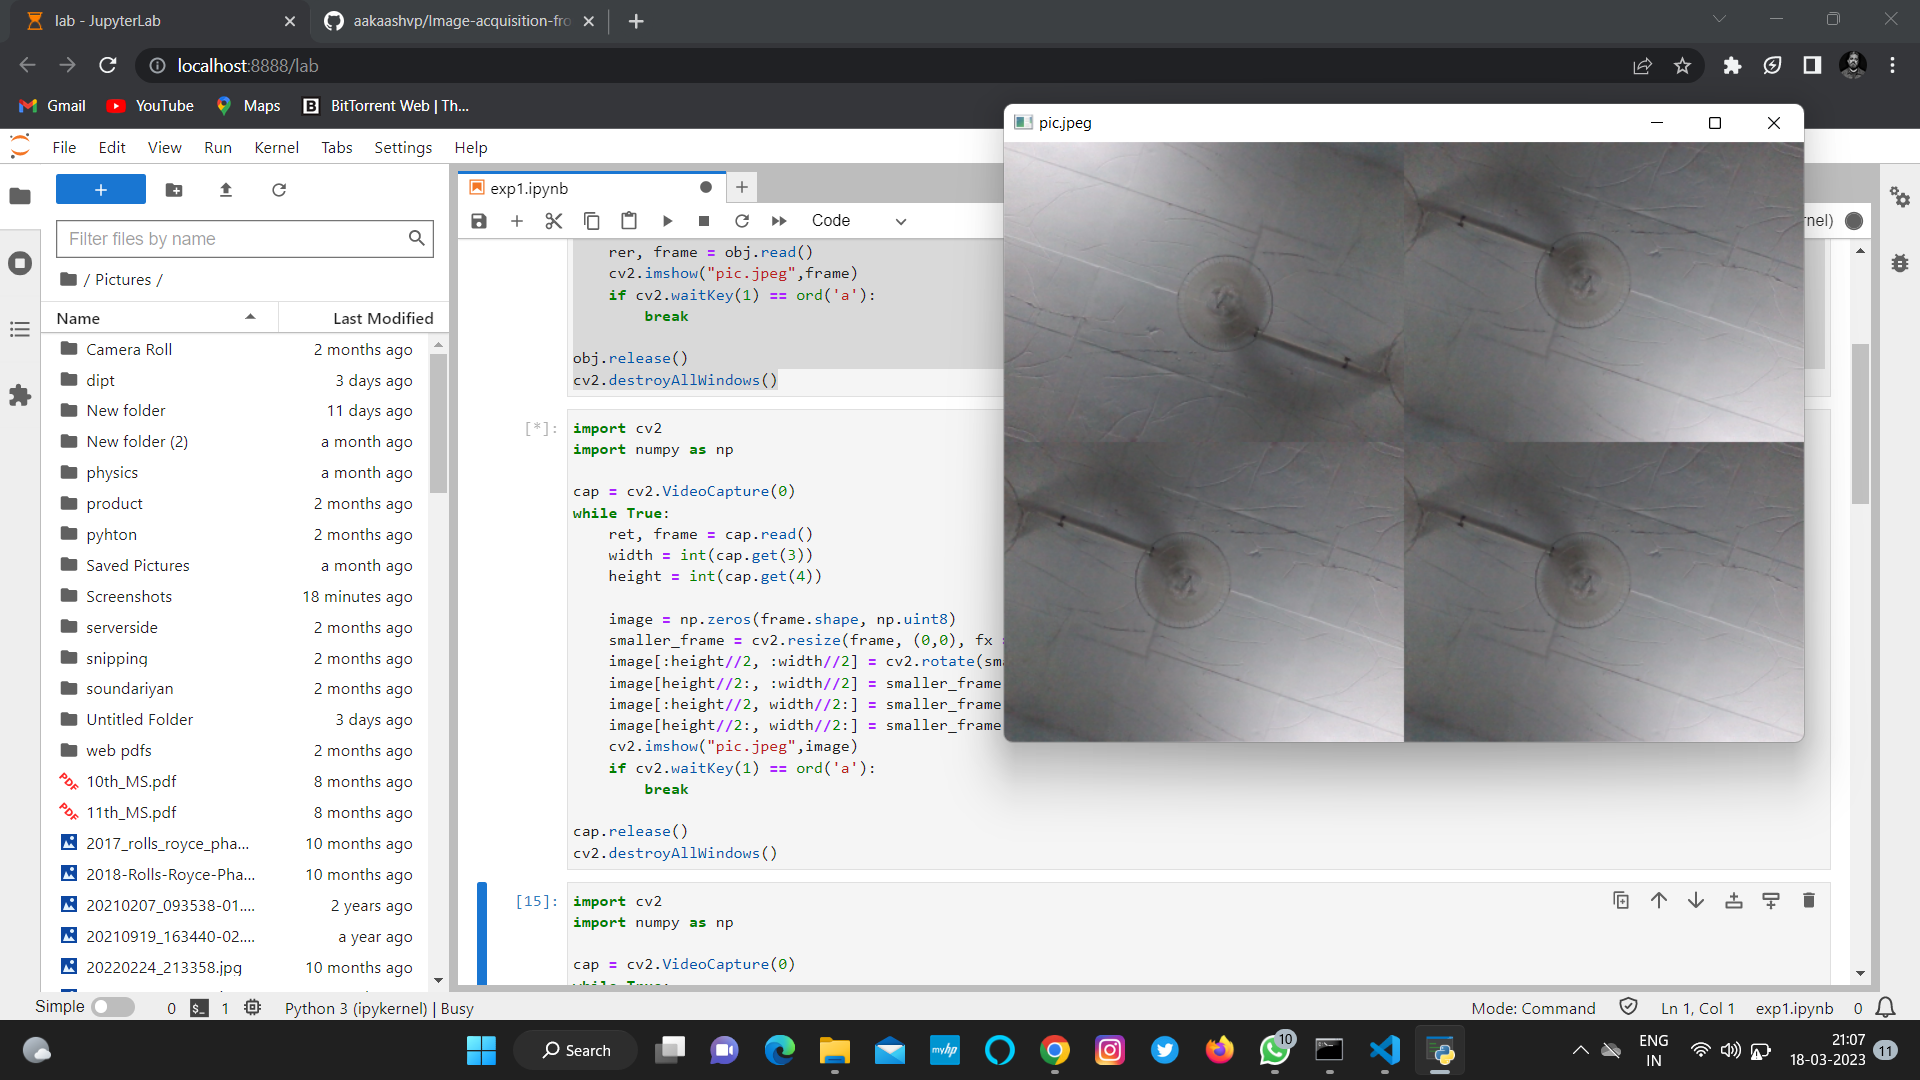 lab - JupyterLab
aakaashvp/Image-acquisition-fro
localhost:8888/lab
Gmail
YouTube
Maps
BitTorrent Web | Th...
File Edit View Run Kernel Tabs Settings Help
pic.jpeg
Filter files by name
/ Pictures /
Name Last Modified
Camera Roll 2 months ago
dipt 3 days ago
New folder 11 days ago
New folder (2) a month ago
physics a month ago
product 2 months ago
pyhton 2 months ago
Saved Pictures a month ago
Screenshots 18 minutes ago
serverside 2 months ago
snipping 2 months ago
soundariyan 2 months ago
Untitled Folder 3 days ago
web pdfs 2 months ago
10th_MS.pdf 8 months ago
11th_MS.pdf 8 months ago
2017_rolls_royce_pha... 10 months ago
2018-Rolls-Royce-Pha... 10 months ago
20210207_093538-01.... 2 years ago
20210919_163440-02.... a year ago
20220224_213358.jpg 10 months ago
exp1.ipynb
Code
nel)
rer, frame = obj.read()
cv2.imshow("pic.jpeg",frame)
if cv2.waitKey(1) == ord('a'):
break
obj.release()
cv2.destroyAllWindows()
[*]:
import cv2
import numpy as np
cap = cv2.VideoCapture(0)
while True:
ret, frame = cap.read()
width = int(cap.get(3))
height = int(cap.get(4))
image = np.zeros(frame.shape, np.uint8)
smaller_frame = cv2.resize(frame, (0,0), fx
image[:height//2, :width//2] = cv2.rotate(sma
image[height//2:, :width//2] = smaller_frame
image[:height//2, width//2:] = smaller_frame
image[height//2:, width//2:] = smaller_frame
cv2.imshow("pic.jpeg",image)
if cv2.waitKey(1) == ord('a'):
break
cap.release()
cv2.destroyAllWindows()
[15]:
import cv2
import numpy as np
cap = cv2.VideoCapture(0)
while True:
Simple 0 $_ 1 Python 3 (ipykernel) | Busy
Mode: Command Ln 1, Col 1 exp1.ipynb 0
Search
myhp
10
ENG
IN
21:07
18-03-2023
11